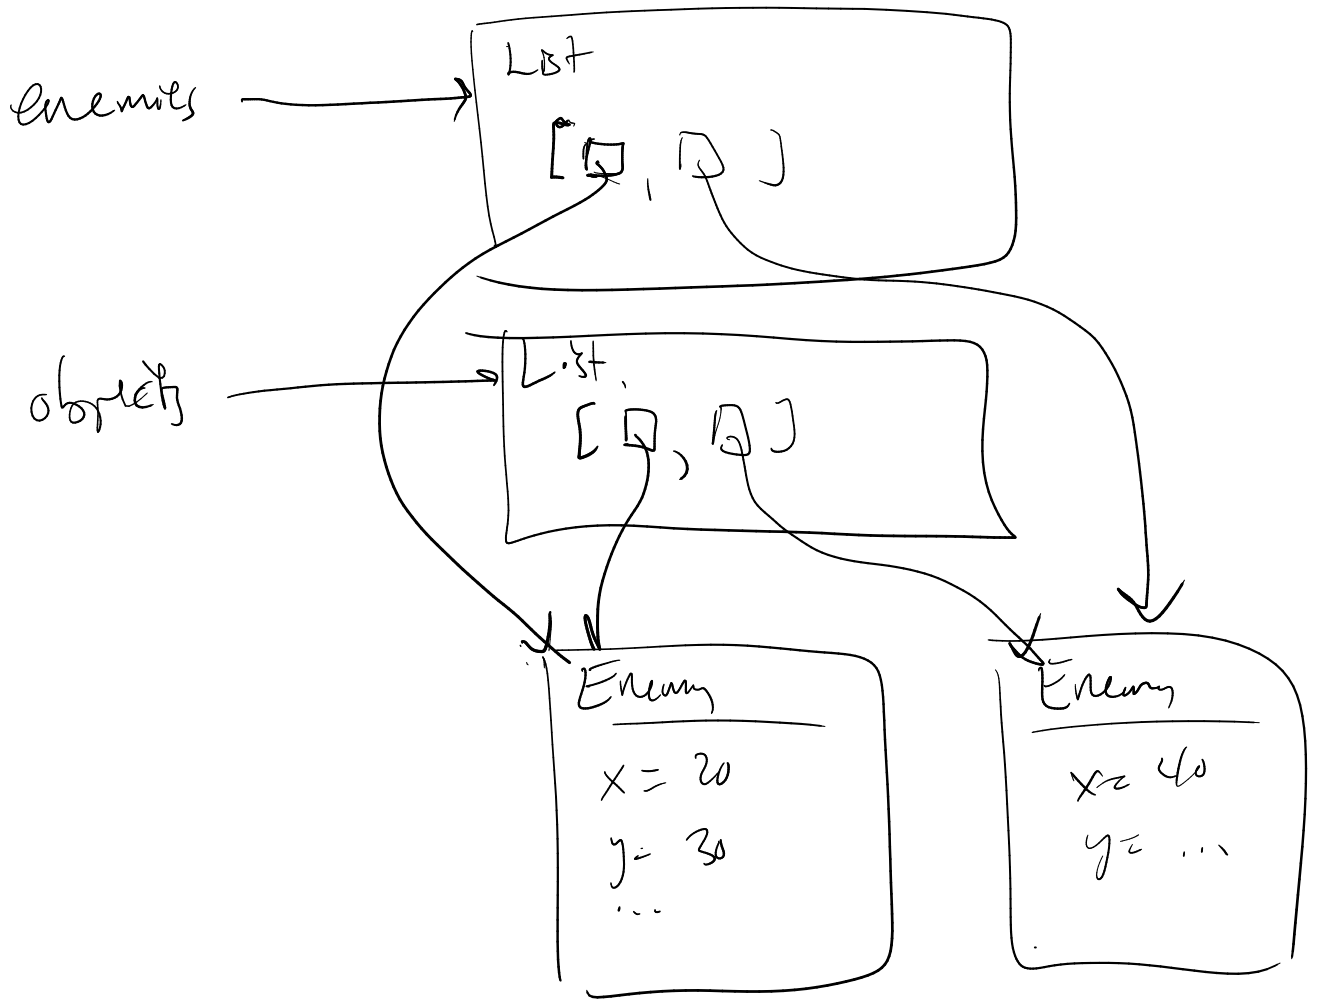 List
enemies
[ , ]
List
objects
[ , ]
Enemy
x = 20
y = 30
...
Enemy
x = 40
y = ...